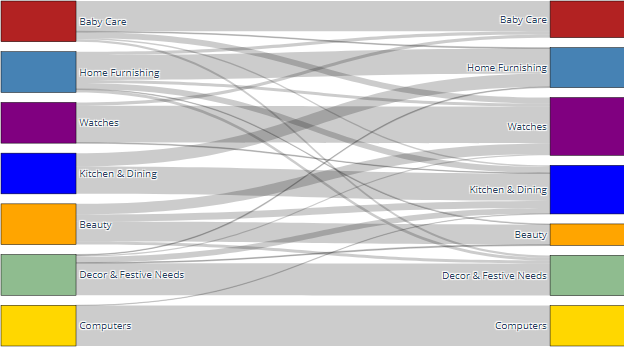 Baby Care
Baby Care
Home Furnishing
Home Furnishing
Watches
Watches
Kitchen & Dining
Kitchen & Dining
Beauty
Beauty
Decor & Festive Needs
Decor & Festive Needs
Computers
Computers